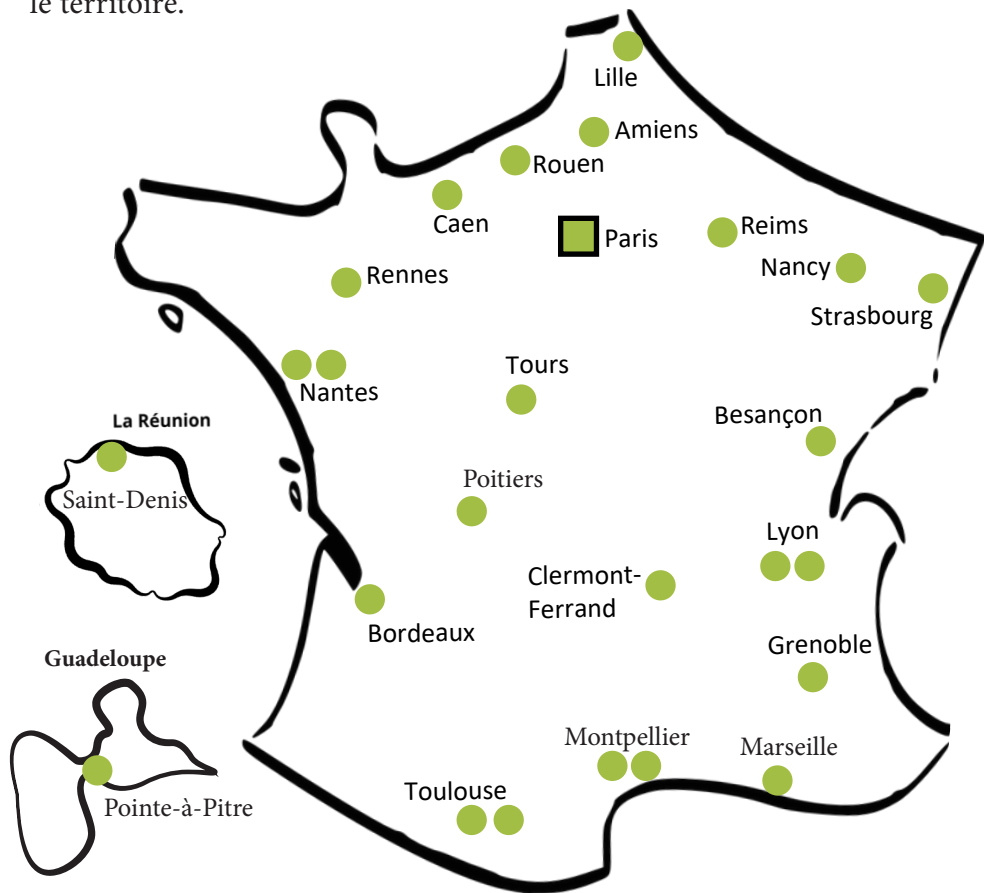 le territoire.
Lille
Amiens
Rouen
Caen
Paris
Reims
Nancy
Rennes
Strasbourg
Nantes
Tours
Besançon
La Réunion
Saint-Denis
Poitiers
Lyon
Clermont-
Ferrand
Bordeaux
Grenoble
Guadeloupe
Montpellier
Marseille
Toulouse
Pointe-à-Pitre